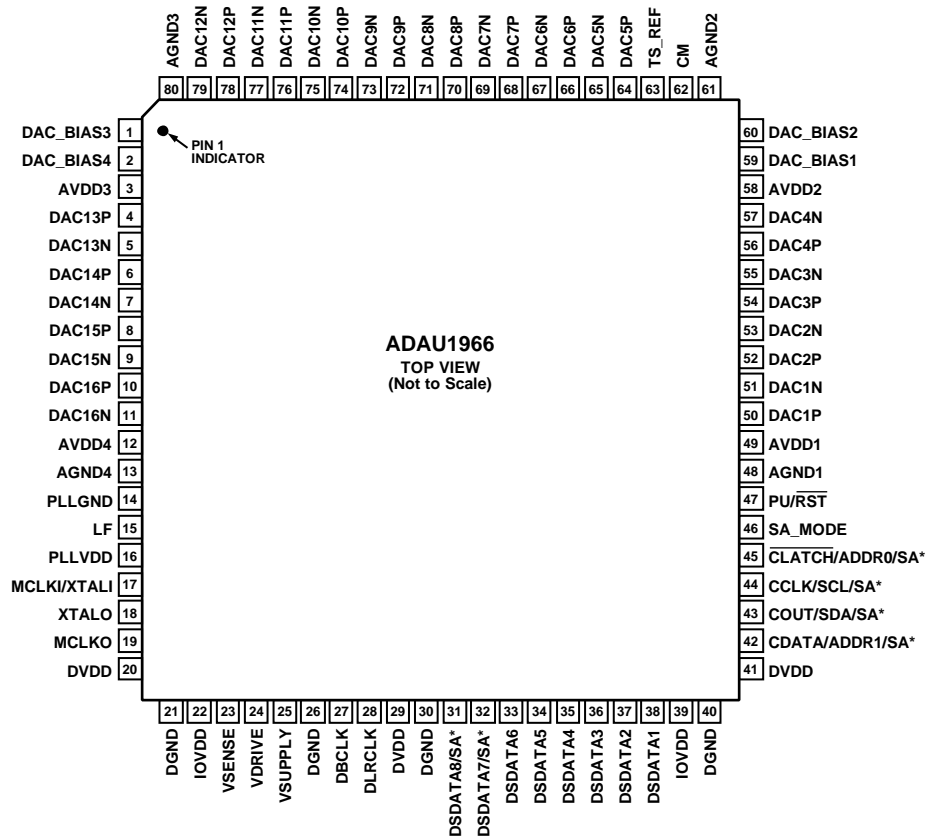 AGND3
DAC12N
DAC12P
DAC11N
DAC11P
DAC10N
DAC10P
DAC9N
DAC9P
DAC8N
DAC8P
DAC7N
DAC7P
DAC6N
DAC6P
DAC5N
DAC5P
TS_REF
CM
AGND2
80 79 78 77 76 75 74 73 72 71 70 69 68 67 66 65 64 63 62 61
DAC_BIAS3 1
DAC_BIAS4 2
AVDD3 3
DAC13P 4
DAC13N 5
DAC14P 6
DAC14N 7
DAC15P 8
DAC15N 9
DAC16P 10
DAC16N 11
AVDD4 12
AGND4 13
PLLGND 14
LF 15
PLLVDD 16
MCLKI/XTALI 17
XTALO 18
MCLKO 19
DVDD 20
PIN 1
INDICATOR
ADAU1966
TOP VIEW
(Not to Scale)
60 DAC_BIAS2
59 DAC_BIAS1
58 AVDD2
57 DAC4N
56 DAC4P
55 DAC3N
54 DAC3P
53 DAC2N
52 DAC2P
51 DAC1N
50 DAC1P
49 AVDD1
48 AGND1
47 PU/RST
46 SA_MODE
45 CLATCH/ADDR0/SA*
44 CCLK/SCL/SA*
43 COUT/SDA/SA*
42 CDATA/ADDR1/SA*
41 DVDD
21 22 23 24 25 26 27 28 29 30 31 32 33 34 35 36 37 38 39 40
DGND
IOVDD
VSENSE
VDRIVE
VSUPPLY
DGND
DBCLK
DLRCLK
DVDD
DGND
DSDATA8/SA*
DSDATA7/SA*
DSDATA6
DSDATA5
DSDATA4
DSDATA3
DSDATA2
DSDATA1
IOVDD
DGND